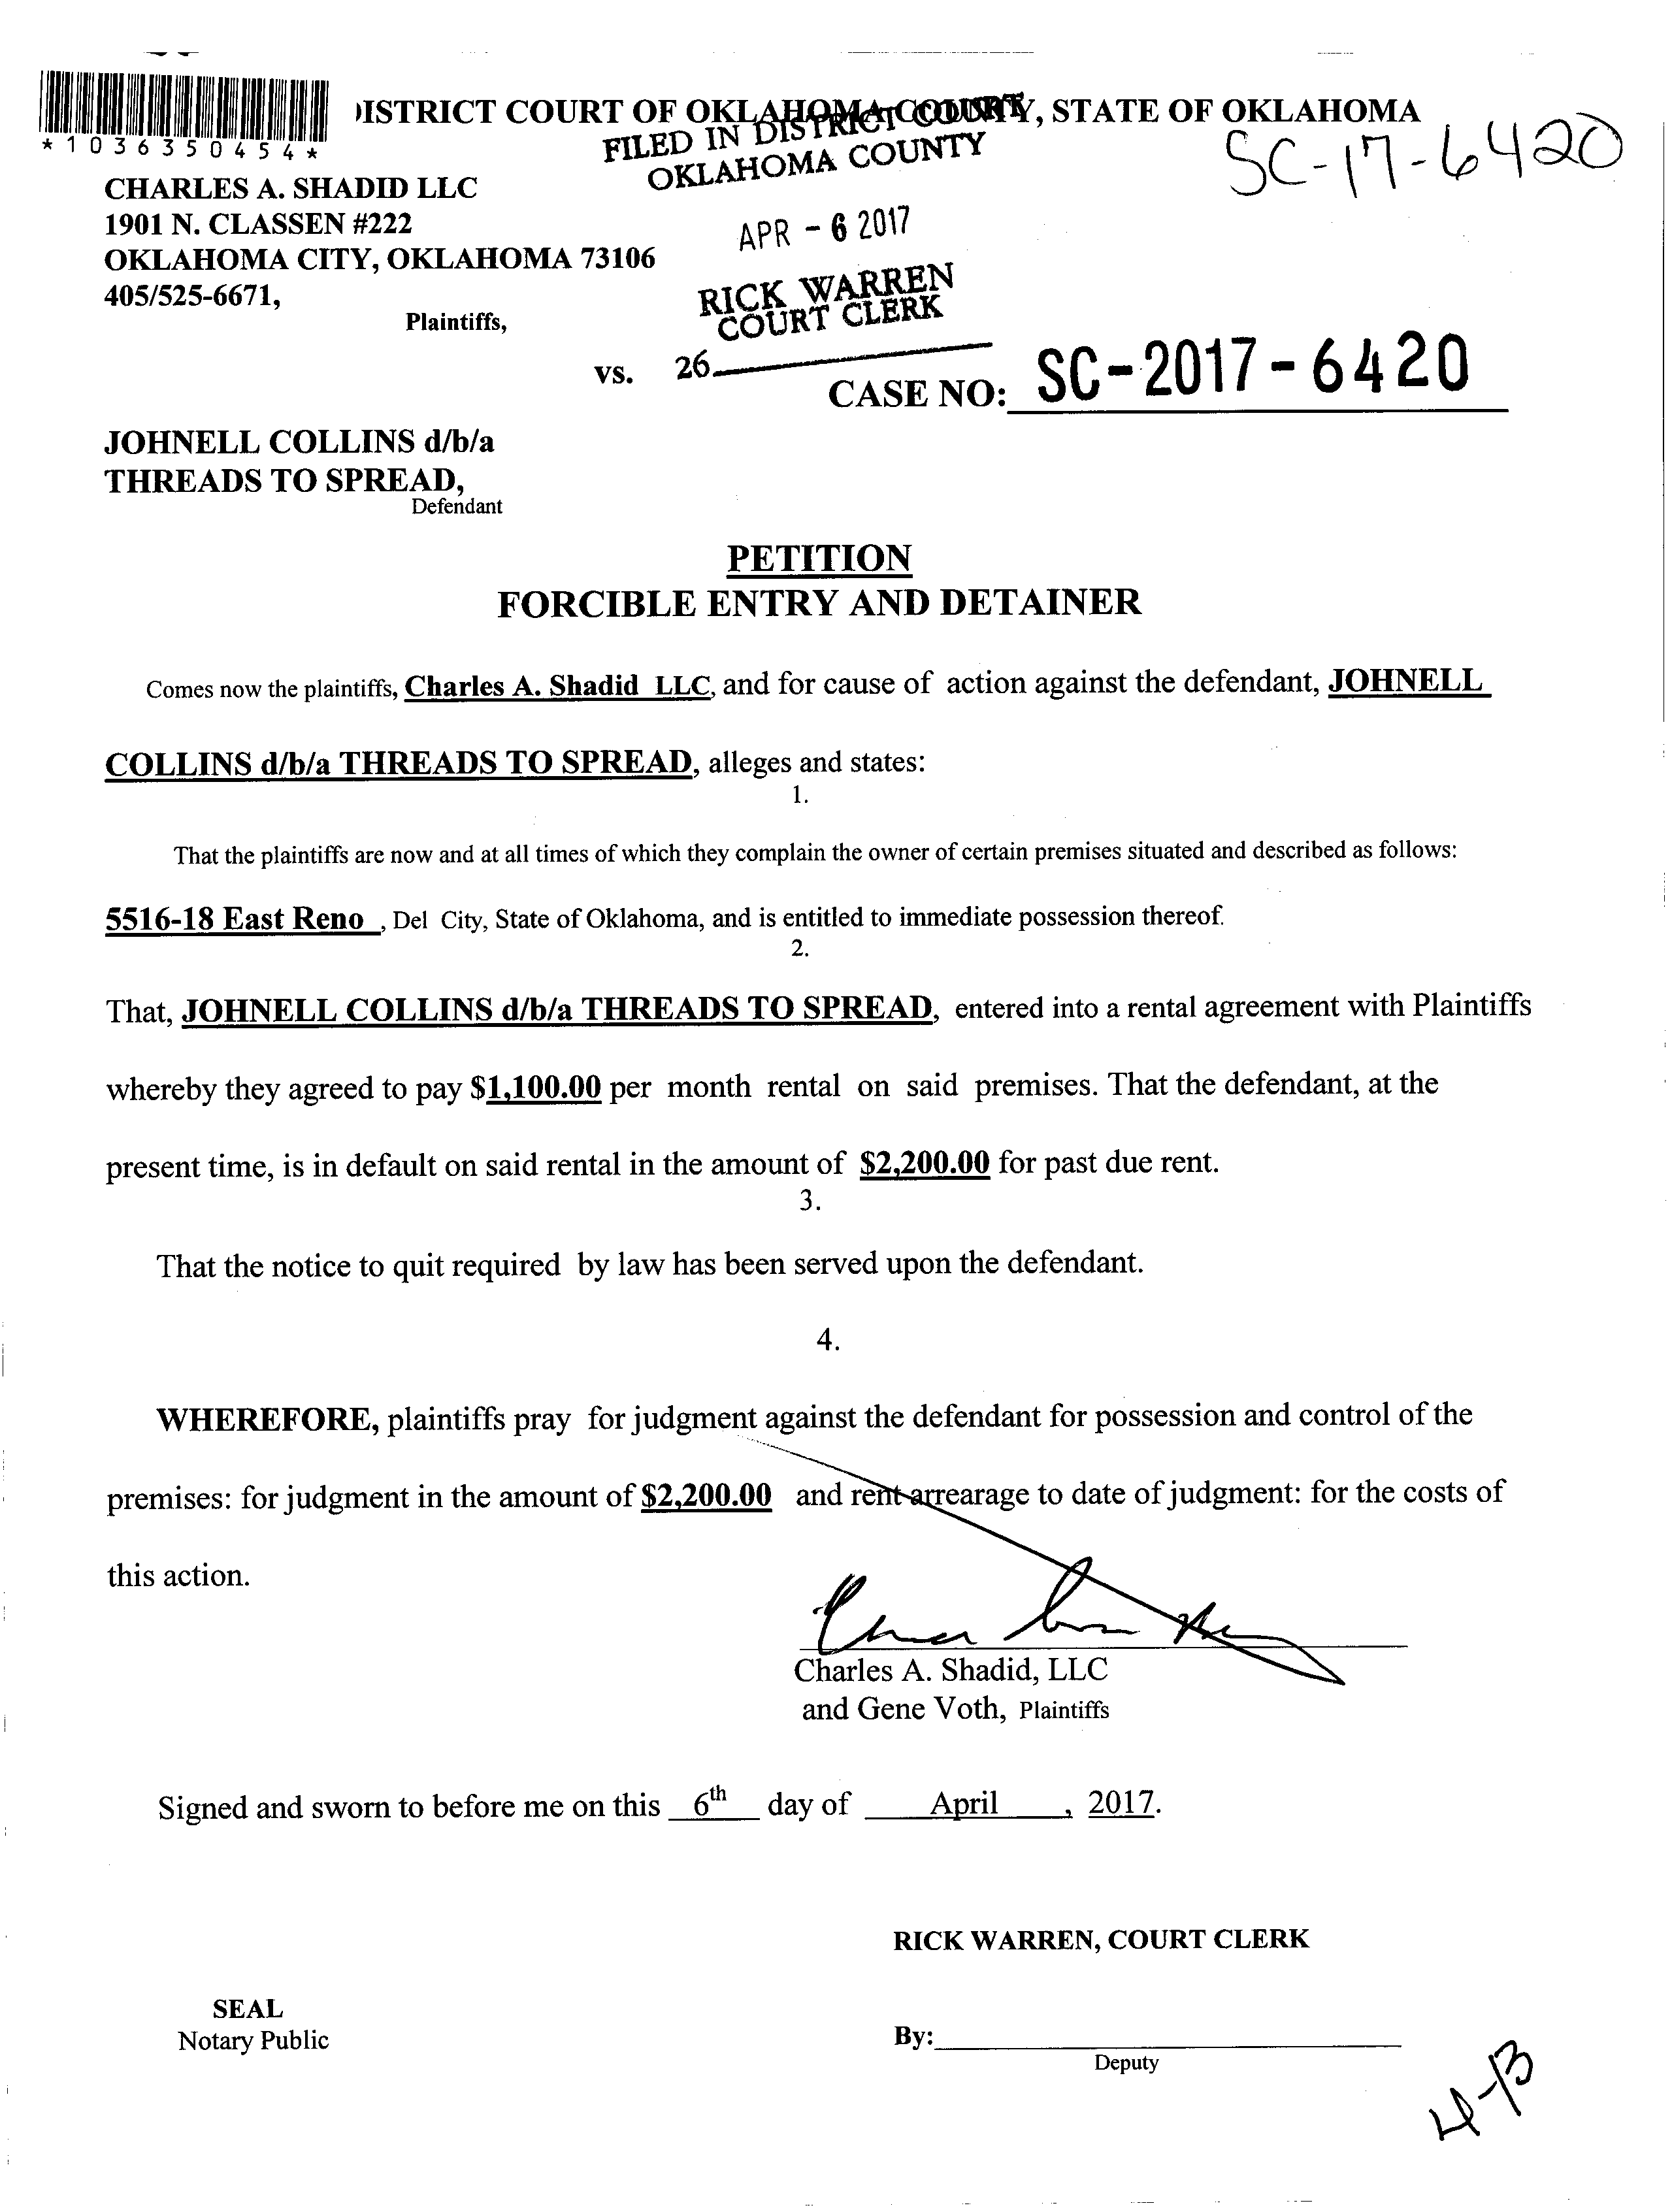 ISTRICT COURT OF OKLAHOMA COUNTY, STATE OF OKLAHOMA
FILED IN DISTRICT COURT
OKLAHOMA COUNTY
SC-17-6420
*1036350454*
CHARLES A. SHADID LLC
1901 N. CLASSEN #222
OKLAHOMA CITY, OKLAHOMA 73106
405/525-6671,
APR - 6 2017
Plaintiffs,
RICK WARREN
COURT CLERK
vs.
26
CASE NO: SC-2017-6420
JOHNELL COLLINS d/b/a
THREADS TO SPREAD,
Defendant
PETITION
FORCIBLE ENTRY AND DETAINER
Comes now the plaintiffs, Charles A. Shadid LLC, and for cause of action against the defendant, JOHNELL
COLLINS d/b/a THREADS TO SPREAD, alleges and states:
1.
That the plaintiffs are now and at all times of which they complain the owner of certain premises situated and described as follows:
5516-18 East Reno , Del City, State of Oklahoma, and is entitled to immediate possession thereof.
2.
That, JOHNELL COLLINS d/b/a THREADS TO SPREAD, entered into a rental agreement with Plaintiffs
whereby they agreed to pay $1,100.00 per month rental on said premises. That the defendant, at the
present time, is in default on said rental in the amount of $2,200.00 for past due rent.
3.
That the notice to quit required by law has been served upon the defendant.
4.
WHEREFORE, plaintiffs pray for judgment against the defendant for possession and control of the
premises: for judgment in the amount of $2,200.00 and rent arrearage to date of judgment: for the costs of
this action.
Charles A. Shadid, LLC
and Gene Voth, Plaintiffs
Signed and sworn to before me on this 6th day of April , 2017.
RICK WARREN, COURT CLERK
SEAL
Notary Public
By:
Deputy
4-13